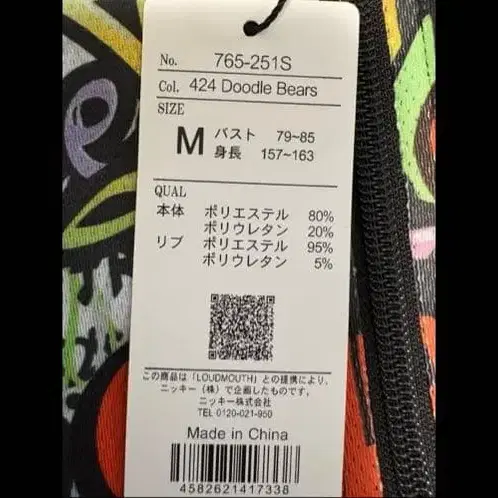 No. 765-251S
Col. 424 Doodle Bears
SIZE
M バスト 79~85
身長 157~163
QUAL
本体 ポリエステル 80%
ポリウレタン 20%
リブ ポリエステル 95%
ポリウレタン 5%
この商品は「LOUDMOUTH」との提携により、
ニッキー（株）で企画したものです。
ニッキー株式会社
TEL 0120-021-950
Made in China
4582621417338